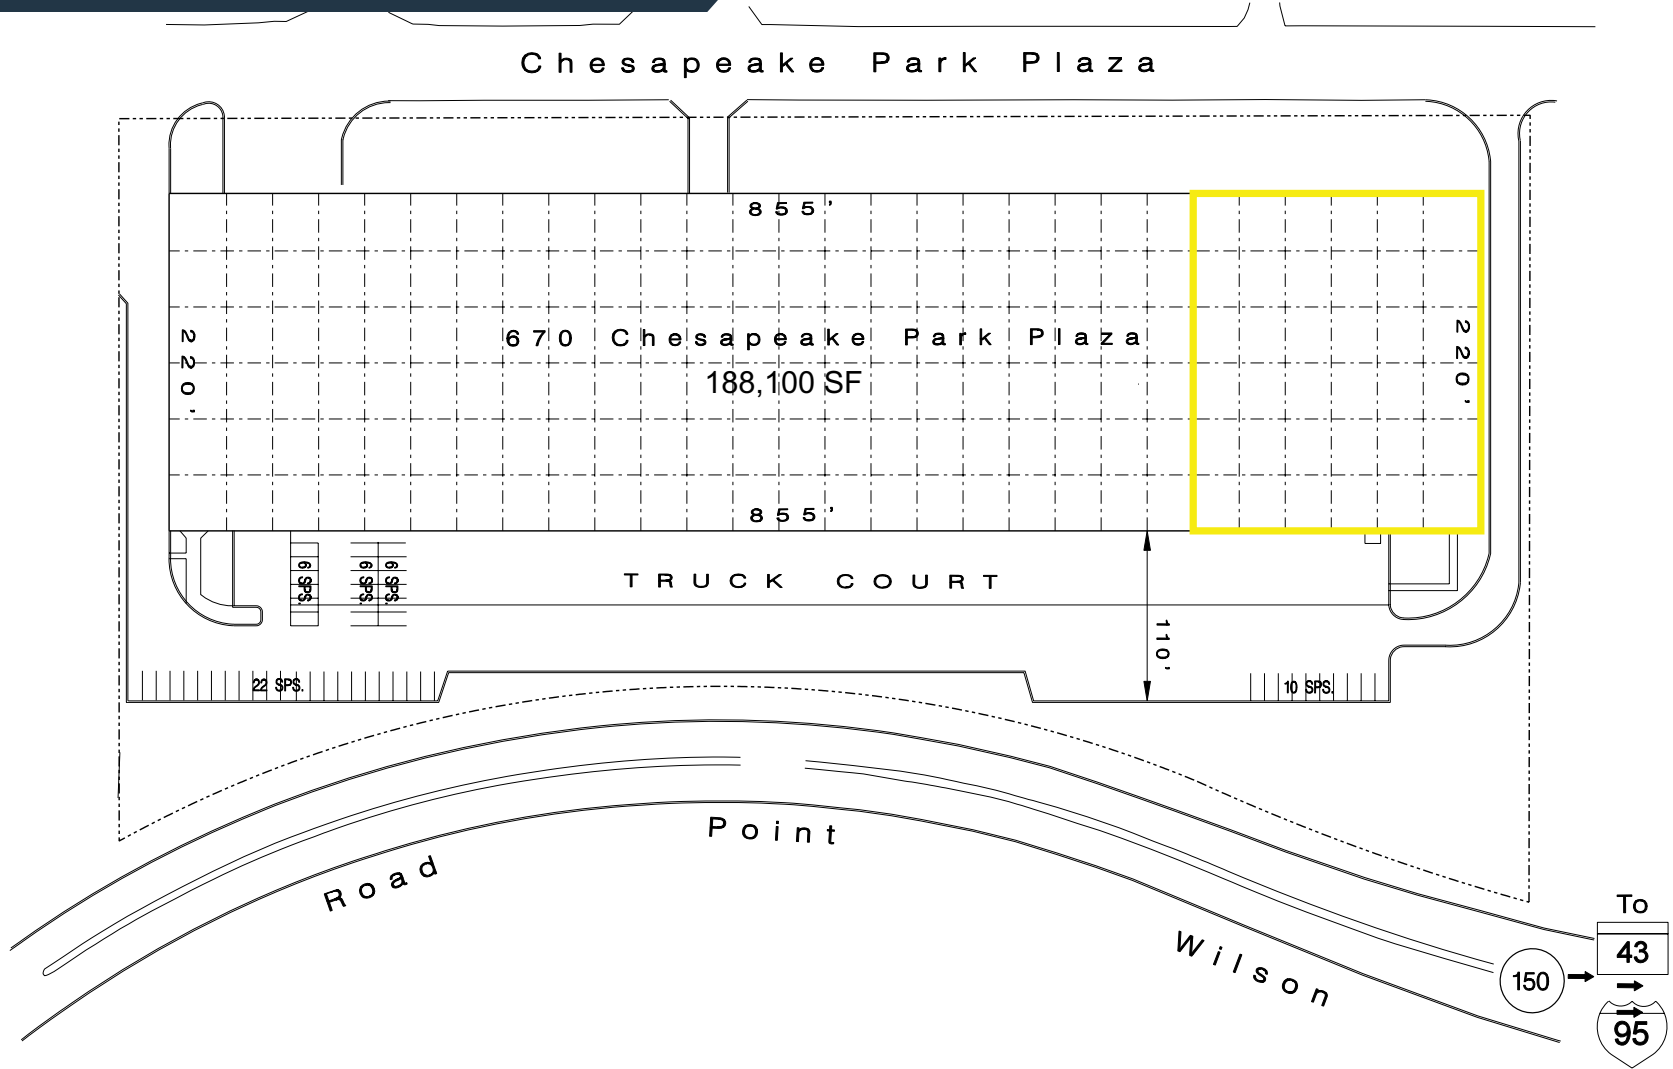 Chesapeake Park Plaza
855'
220'
220'
670 Chesapeake Park Plaza
188,100 SF
855'
6 SPS.
6 SPS.
6 SPS.
TRUCK COURT
110'
22 SPS.
10 SPS.
Road Point Wilson
To
43
150
95